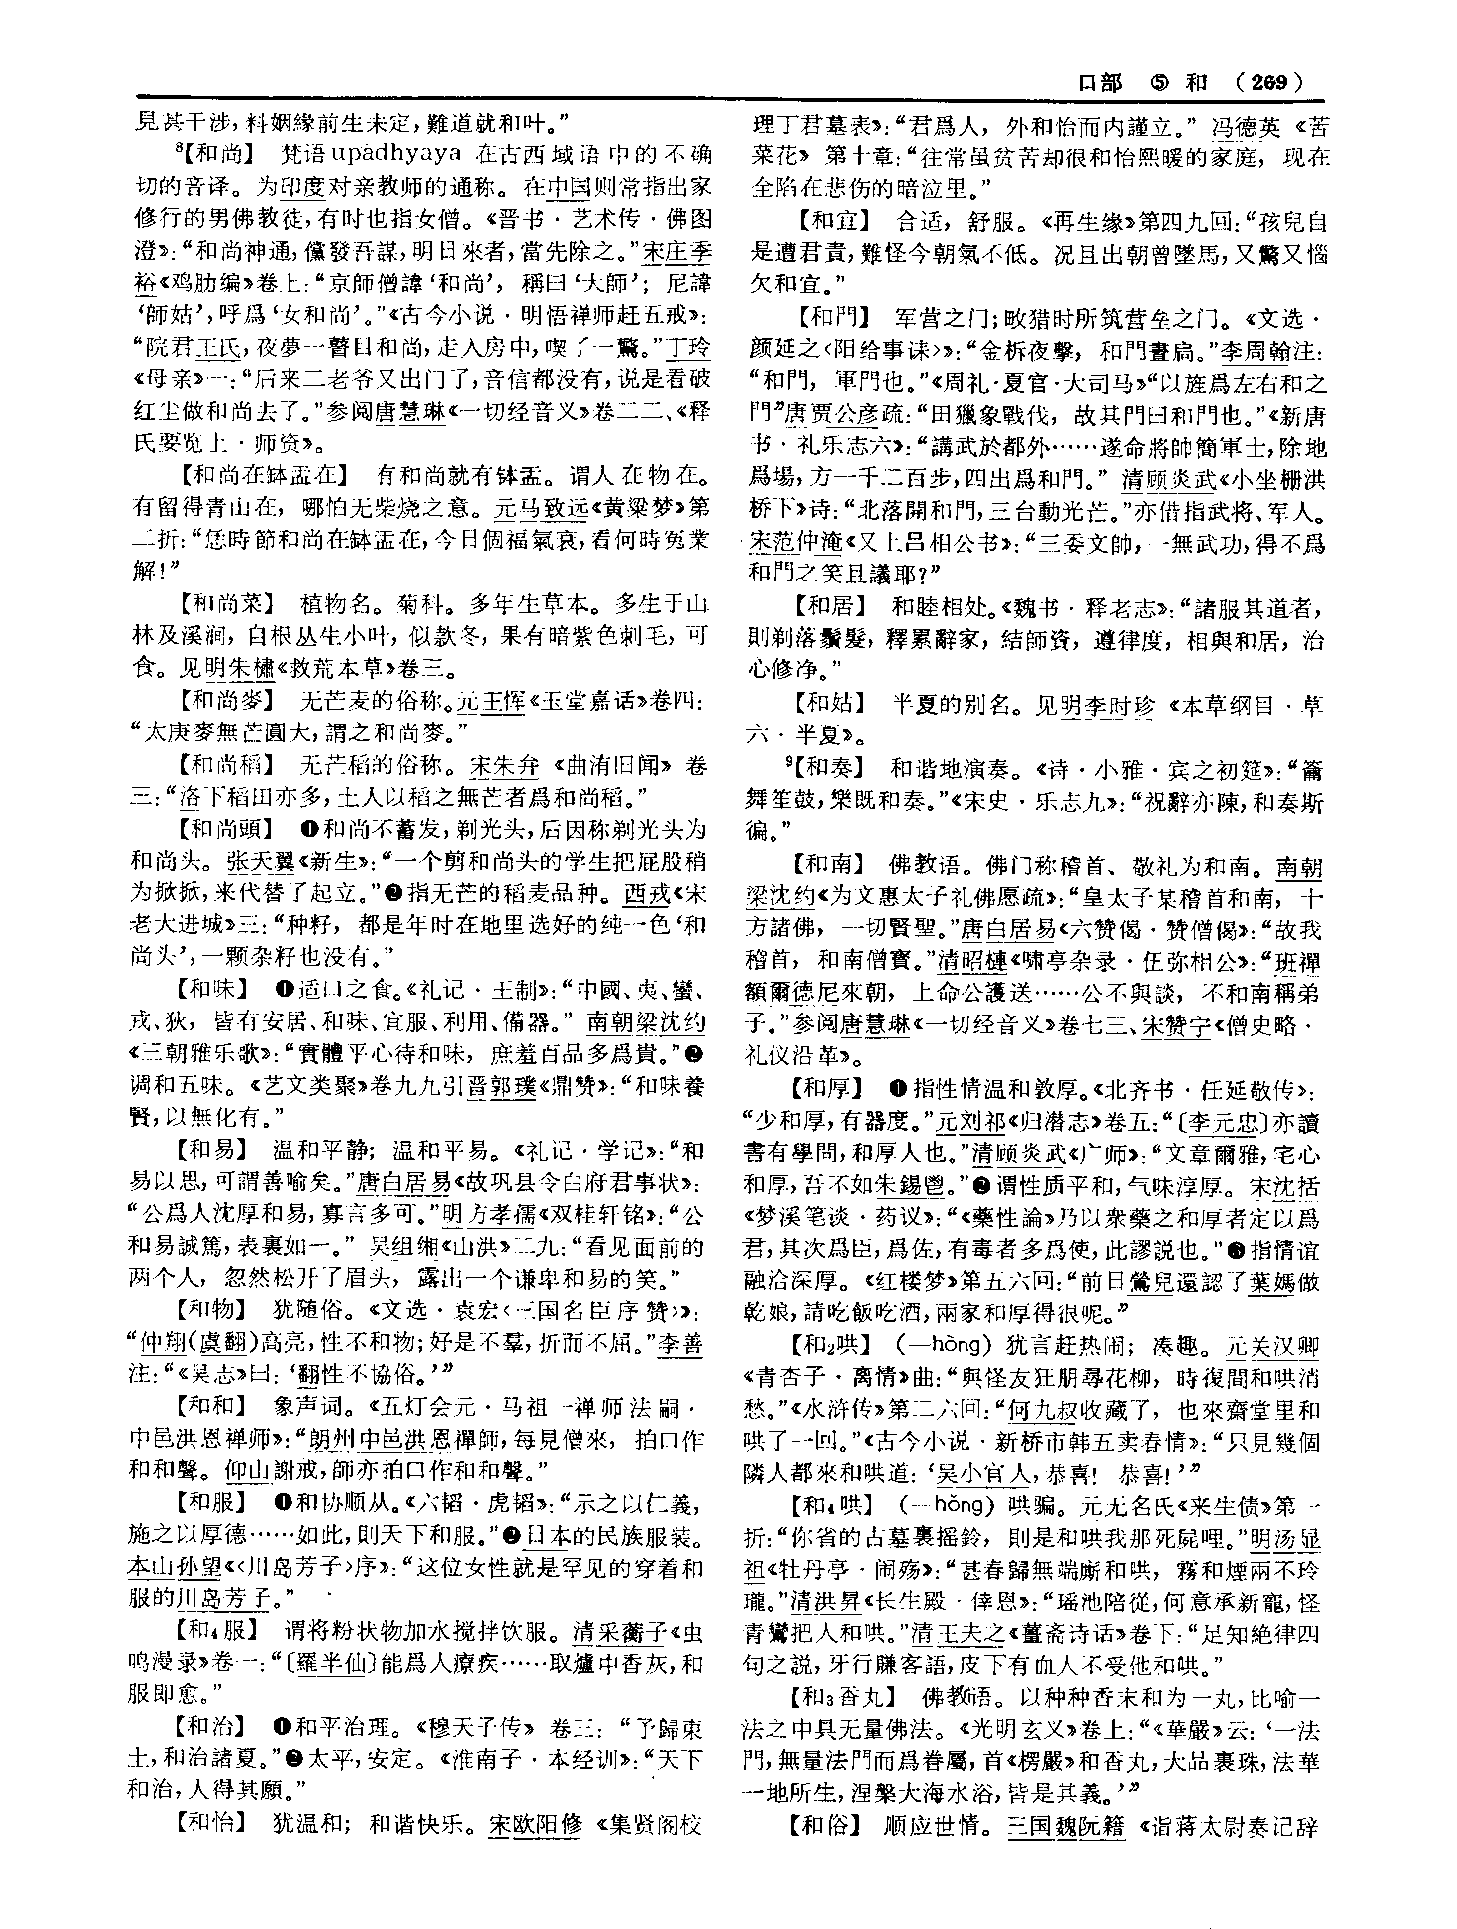 口部 ⑤ 和 （269）
見甚干涉，料姻緣前生未定，難道就和叶。”
⁸【和尚】 梵语upādhyaya 在古西域语中的不确
切的音译。为印度对亲教师的通称。在中国则常指出家
修行的男佛教徒，有时也指女僧。《晋书·艺术传·佛图
澄》：“和尚神通，儻發吾謀，明日來者，當先除之。”宋庄季
裕《鸡肋编》卷上：“京師僧諱‘和尚’，稱曰‘大師’；尼諱
‘師姑’，呼爲‘女和尚’。”《古今小说·明悟禅师赶五戒》：
“院君王氏，夜夢一瞽目和尚，走入房中，喫了一驚。”丁玲
《母亲》一：“后来二老爷又出门了，音信都没有，说是看破
红尘做和尚去了。”参阅唐慧琳《一切经音义》卷二二、《释
氏要览上·师资》。
【和尚在鉢盂在】 有和尚就有钵盂。谓人在物在。
有留得青山在，哪怕无柴烧之意。元马致远《黄粱梦》第
二折：“恁時節和尚在鉢盂在，今日個福氣衰，看何時冤業
解！”
【和尚菜】 植物名。菊科。多年生草本。多生于山
林及溪涧，白根丛生小叶，似款冬，果有暗紫色刺毛，可
食。见明朱橚《救荒本草》卷三。
【和尚麥】 无芒麦的俗称。元王恽《玉堂嘉话》卷四：
“太庚麥無芒圓大，謂之和尚麥。”
【和尚稻】 无芒稻的俗称。宋朱弁《曲洧旧闻》卷
三：“洛下稻田亦多，土人以稻之無芒者爲和尚稻。”
【和尚頭】 ❶和尚不蓄发，剃光头，后因称剃光头为
和尚头。张天翼《新生》：“一个剪和尚头的学生把屁股稍
为掀掀，来代替了起立。”❷指无芒的稻麦品种。西戎《宋
老大进城》三：“种籽，都是年时在地里选好的纯一色‘和
尚头’，一颗杂籽也没有。”
【和味】 ❶适口之食。《礼记·王制》：“中國、夷、蠻、
戎、狄，皆有安居、和味、宜服、利用、備器。”南朝梁沈约
《三朝雅乐歌》：“實體平心待和味，庶羞百品多爲貴。”❷
调和五味。《艺文类聚》卷九九引晋郭璞《鼎赞》：“和味養
賢，以無化有。”
【和易】 温和平静；温和平易。《礼记·学记》：“和
易以思，可謂善喻矣。”唐白居易《故巩县令白府君事状》：
“公爲人沈厚和易，寡言多可。”明方孝孺《双桂轩铭》：“公
和易誠篤，表裏如一。”吴组缃《山洪》二九：“看见面前的
两个人，忽然松开了眉头，露出一个谦卑和易的笑。”
【和物】 犹随俗。《文选·袁宏〈三国名臣序赞〉》：
“仲翔(虞翻)高亮，性不和物；好是不羣，折而不屈。”李善
注：“《吴志》曰：‘翻性不協俗。’”
【和和】 象声词。《五灯会元·马祖一禅师法嗣·
中邑洪恩禅师》：“朗州中邑洪恩禪師，每見僧來，拍口作
和和聲。仰山謝戒，師亦拍口作和和聲。”
【和服】 ❶和协顺从。《六韬·虎韬》：“示之以仁義，
施之以厚德……如此，則天下和服。”❷日本的民族服装。
本山孙望《〈川岛芳子〉序》：“这位女性就是罕见的穿着和
服的川岛芳子。”
【和₄服】 谓将粉状物加水搅拌饮服。清采蘅子《虫
鸣漫录》卷一：“〔羅半仙〕能爲人療疾……取爐中香灰，和
服即愈。”
【和治】 ❶和平治理。《穆天子传》卷三：“予歸東
土，和治諸夏。”❷太平，安定。《淮南子·本经训》：“天下
和治，人得其願。”
【和怡】 犹温和；和谐快乐。宋欧阳修《集贤阁校
理丁君墓表》：“君爲人，外和怡而内謹立。”冯德英《苦
菜花》第十章：“往常虽贫苦却很和怡熙暖的家庭，现在
全陷在悲伤的暗泣里。”
【和宜】 合适，舒服。《再生缘》第四九回：“孩兒自
是遭君責，難怪今朝氣不低。况且出朝曾墜馬，又驚又惱
欠和宜。”
【和門】 军营之门；畋猎时所筑营垒之门。《文选·
颜延之〈阳给事诔〉》：“金柝夜擊，和門晝扃。”李周翰注：
“和門，軍門也。”《周礼·夏官·大司马》“以旌爲左右和之
門”唐贾公彦疏：“田獵象戰伐，故其門曰和門也。”《新唐
书·礼乐志六》：“講武於都外……遂命將帥簡軍士，除地
爲場，方一千二百步，四出爲和門。”清顾炎武《小坐栅洪
桥下》诗：“北落開和門，三台動光芒。”亦借指武将、军人。
宋范仲淹《又上吕相公书》：“三委文帥，一無武功，得不爲
和門之笑且議耶？”
【和居】 和睦相处。《魏书·释老志》：“諸服其道者，
則剃落鬚髮，釋累辭家，結師資，遵律度，相與和居，治
心修净。”
【和姑】 半夏的别名。见明李时珍《本草纲目·草
六·半夏》。
⁹【和奏】 和谐地演奏。《诗·小雅·宾之初筵》：“籥
舞笙鼓，樂既和奏。”《宋史·乐志九》：“祝辭亦陳，和奏斯
徧。”
【和南】 佛教语。佛门称稽首、敬礼为和南。南朝
梁沈约《为文惠太子礼佛愿疏》：“皇太子某稽首和南，十
方諸佛，一切賢聖。”唐白居易《六赞偈·赞僧偈》：“故我
稽首，和南僧寶。”清昭槤《啸亭杂录·伍弥相公》：“班禪
額爾德尼來朝，上命公護送……公不與談，不和南稱弟
子。”参阅唐慧琳《一切经音义》卷七三、宋赞宁《僧史略·
礼仪沿革》。
【和厚】 ❶指性情温和敦厚。《北齐书·任延敬传》：
“少和厚，有器度。”元刘祁《归潜志》卷五：“〔李元忠〕亦讀
書有學問，和厚人也。”清顾炎武《广师》：“文章爾雅，宅心
和厚，吾不如朱錫鬯。”❷谓性质平和，气味淳厚。宋沈括
《梦溪笔谈·药议》：“《藥性論》乃以衆藥之和厚者定以爲
君，其次爲臣，爲佐，有毒者多爲使，此謬説也。”❸指情谊
融洽深厚。《红楼梦》第五六回：“前日鶯兒還認了葉媽做
乾娘，請吃飯吃酒，兩家和厚得很呢。”
【和₂哄】 （—hòng）犹言赶热闹；凑趣。元关汉卿
《青杏子·离情》曲：“與怪友狂朋尋花柳，時復間和哄消
愁。”《水浒传》第二六回：“何九叔收藏了，也來齋堂里和
哄了一回。”《古今小说·新桥市韩五卖春情》：“只見幾個
隣人都來和哄道：‘吴小官人，恭喜！恭喜！’”
【和₄哄】 （—hǒng）哄骗。元无名氏《来生债》第一
折：“你省的古墓裏摇鈴，則是和哄我那死屍哩。”明汤显
祖《牡丹亭·闹殇》：“甚春歸無端廝和哄，霧和煙兩不玲
瓏。”清洪昇《长生殿·倖恩》：“瑶池陪從，何意承新寵，怪
青鸞把人和哄。”清王夫之《薑斋诗话》卷下：“足知絶律四
句之説，牙行賺客語，皮下有血人不受他和哄。”
【和₃香丸】 佛教语。以种种香末和为一丸，比喻一
法之中具无量佛法。《光明玄义》卷上：“《華嚴》云：‘一法
門，無量法門而爲眷屬，首《楞嚴》和香丸，大品裏珠，法華
一地所生，涅槃大海水浴，皆是其義。’”
【和俗】 顺应世情。三国魏阮籍《诣蒋太尉奏记辞